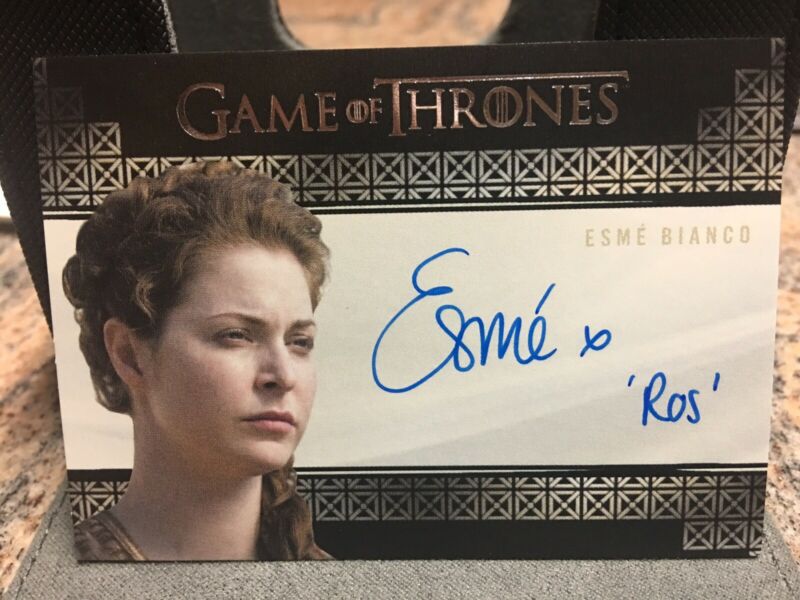 GAME OF THRONES
ESMÉ BIANCO
Esmé x
'Ros'